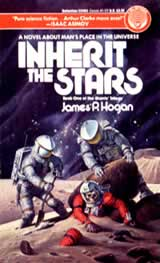 "Pure science fiction...Arthur Clarke move over!"
—ISAAC ASIMOV
A NOVEL ABOUT MAN'S PLACE IN THE UNIVERSE
INHERIT
THE STARS
Book One of the Giants Trilogy
James P. Hogan